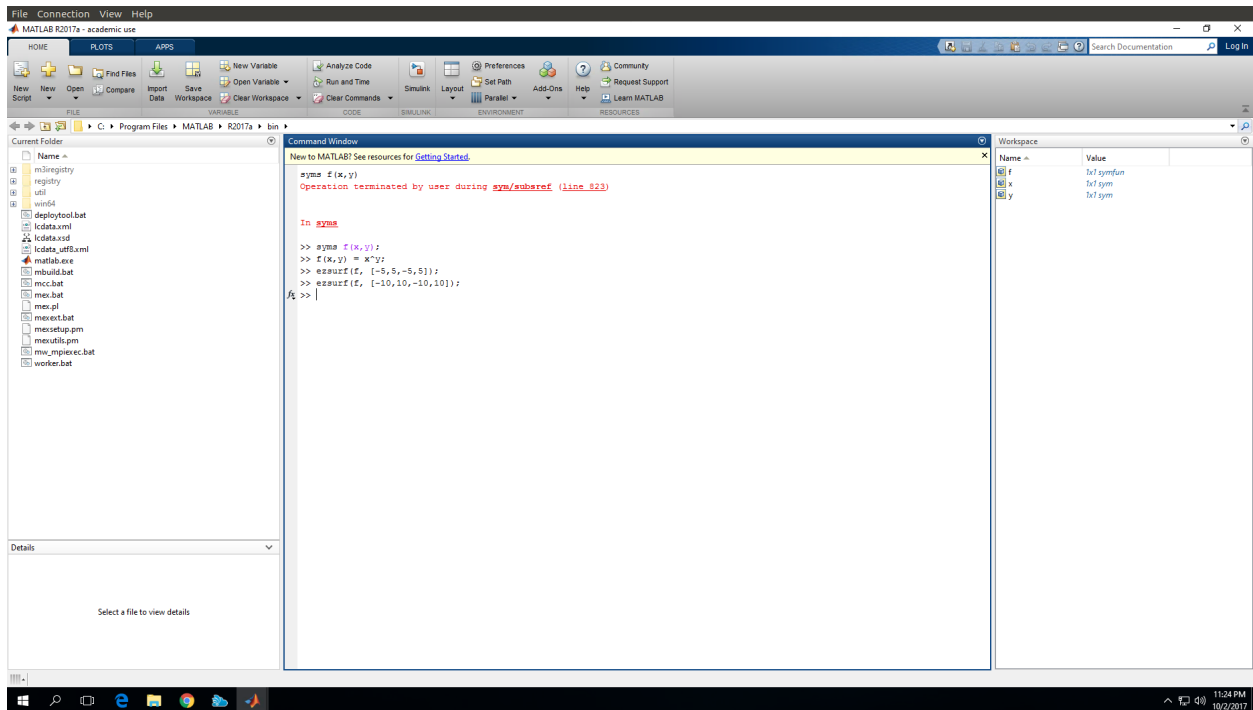 File Connection View Help
MATLAB R2017a - academic use
HOME PLOTS APPS
Search Documentation
Log In
New Script
New
Open
Find Files
Compare
Import Data
Save Workspace
New Variable
Open Variable
Clear Workspace
Analyze Code
Run and Time
Clear Commands
Simulink
Layout
Preferences
Set Path
Parallel
Add-Ons
Help
Community
Request Support
Learn MATLAB
FILE VARIABLE CODE SIMULINK ENVIRONMENT RESOURCES
C: Program Files MATLAB R2017a bin
Current Folder
Name
m3iregistry
registry
util
win64
deploytool.bat
lcdata.xml
lcdata.xsd
lcdata_utf8.xml
matlab.exe
mbuild.bat
mcc.bat
mex.bat
mex.pl
mexext.bat
mexsetup.pm
mexutils.pm
mw_mpiexec.bat
worker.bat
Details
Select a file to view details
Command Window
New to MATLAB? See resources for Getting Started.
syms f(x,y)
Operation terminated by user during sym/subsref (line 823)
In syms
>> syms f(x,y);
>> f(x,y) = x^y;
>> ezsurf(f, [-5,5,-5,5]);
>> ezsurf(f, [-10,10,-10,10]);
fx >>
Workspace
Name Value
f 1x1 symfun
x 1x1 sym
y 1x1 sym
11:24 PM
10/2/2017